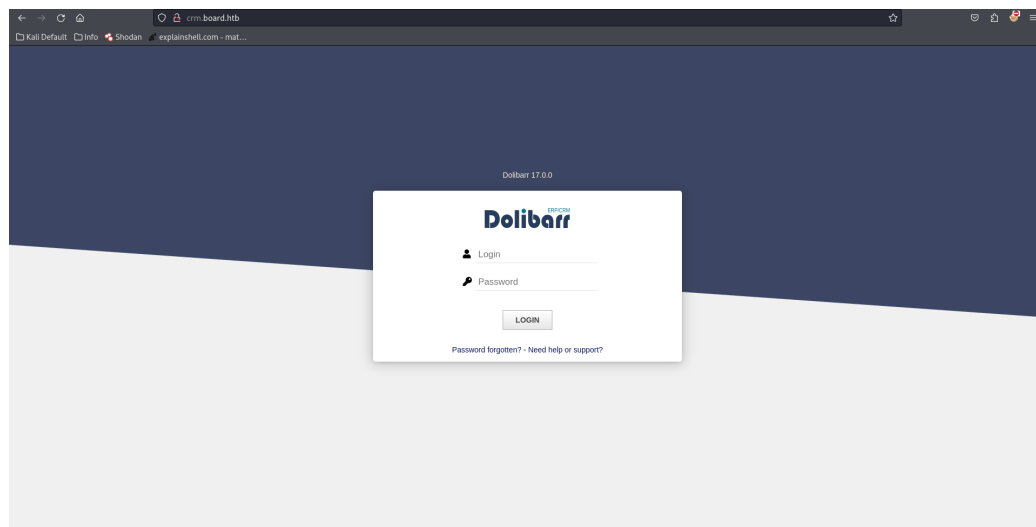 crm.board.htb
Kali Default Info Shodan explainshell.com - mat...
Dolibarr 17.0.0
ERP/CRM
Dolibarr
Login
Password
LOGIN
Password forgotten? - Need help or support?